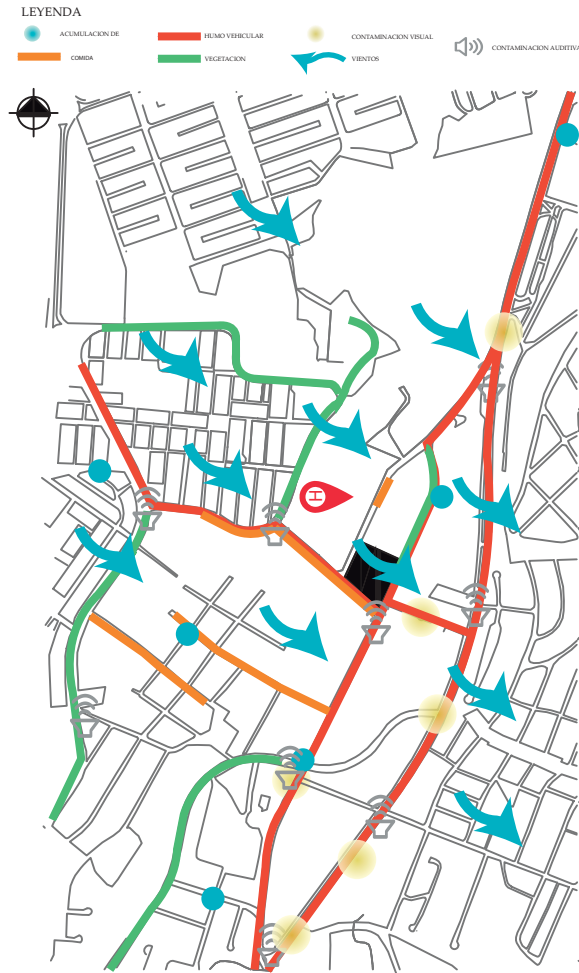 LEYENDA
ACUMULACION DE
HUMO VEHICULAR
CONTAMINACION VISUAL
CONTAMINACION AUDITIVA
COMIDA
VEGETACION
VIENTOS
H